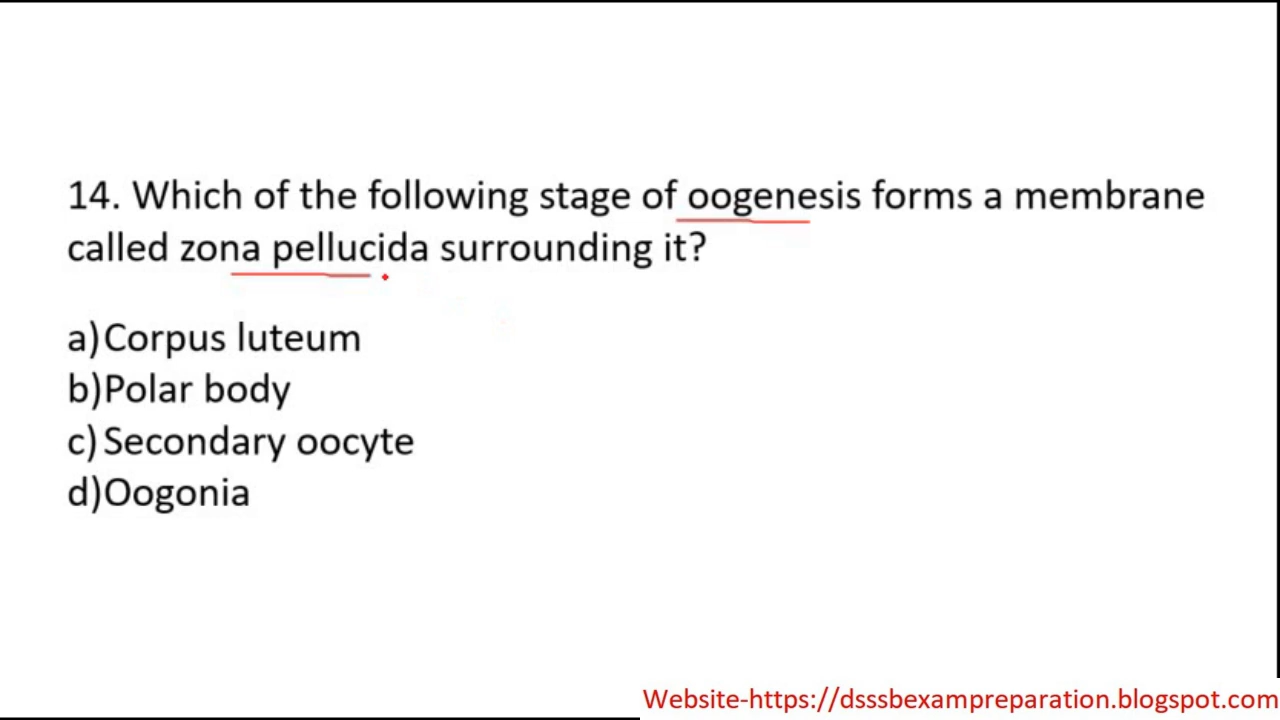 14. Which of the following stage of oogenesis forms a membrane
called zona pellucida surrounding it?
a)Corpus luteum
b)Polar body
c) Secondary oocyte
d)Oogonia
Website-https://dsssbexampreparation.blogspot.com